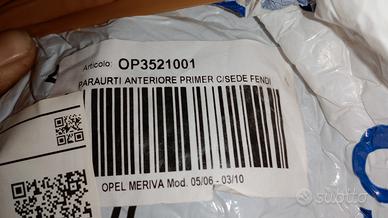 Articolo: OP3521001
PARAURTI ANTERIORE PRIMER C/SEDE FENDI
OPEL MERIVA Mod. 05/06 - 03/10
subito